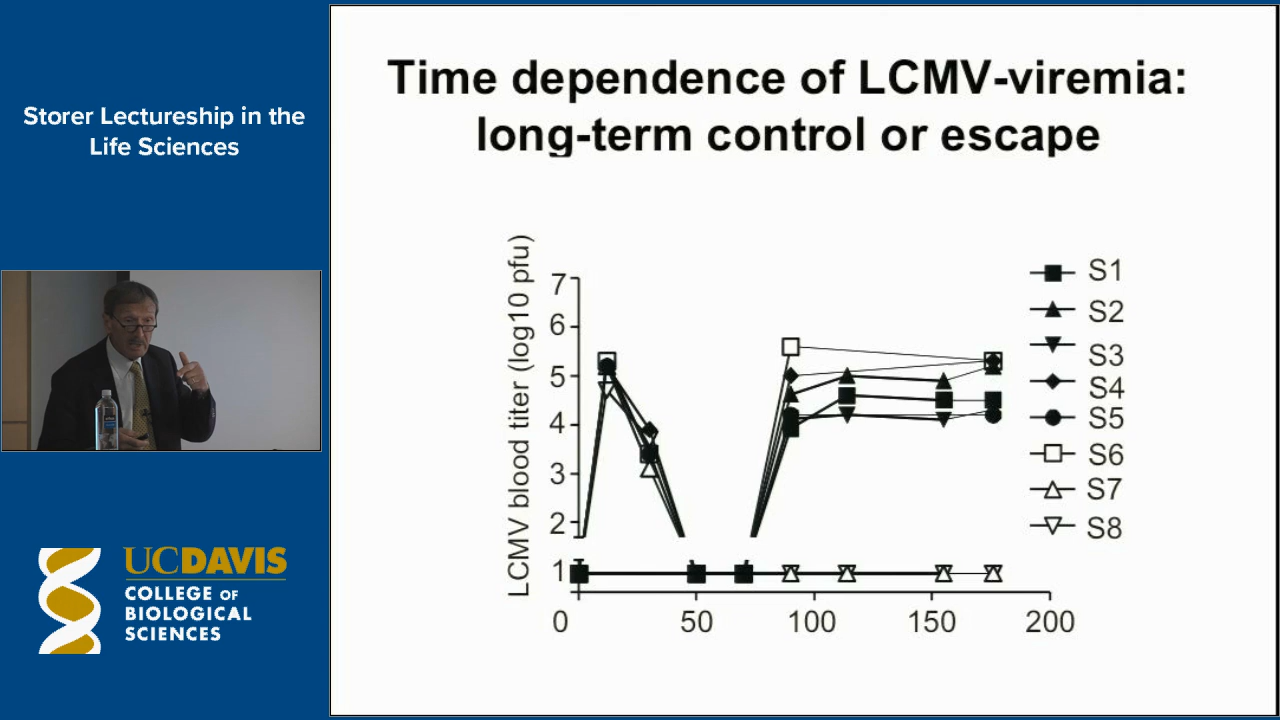 Storer Lectureship in the
Life Sciences
UCDAVIS
COLLEGE OF
BIOLOGICAL
SCIENCES
Time dependence of LCMV-viremia:
long-term control or escape
LCMV blood titer (log10 pfu)
7
6
5
4
3
2
1
0 50 100 150 200
S1
S2
S3
S4
S5
S6
S7
S8